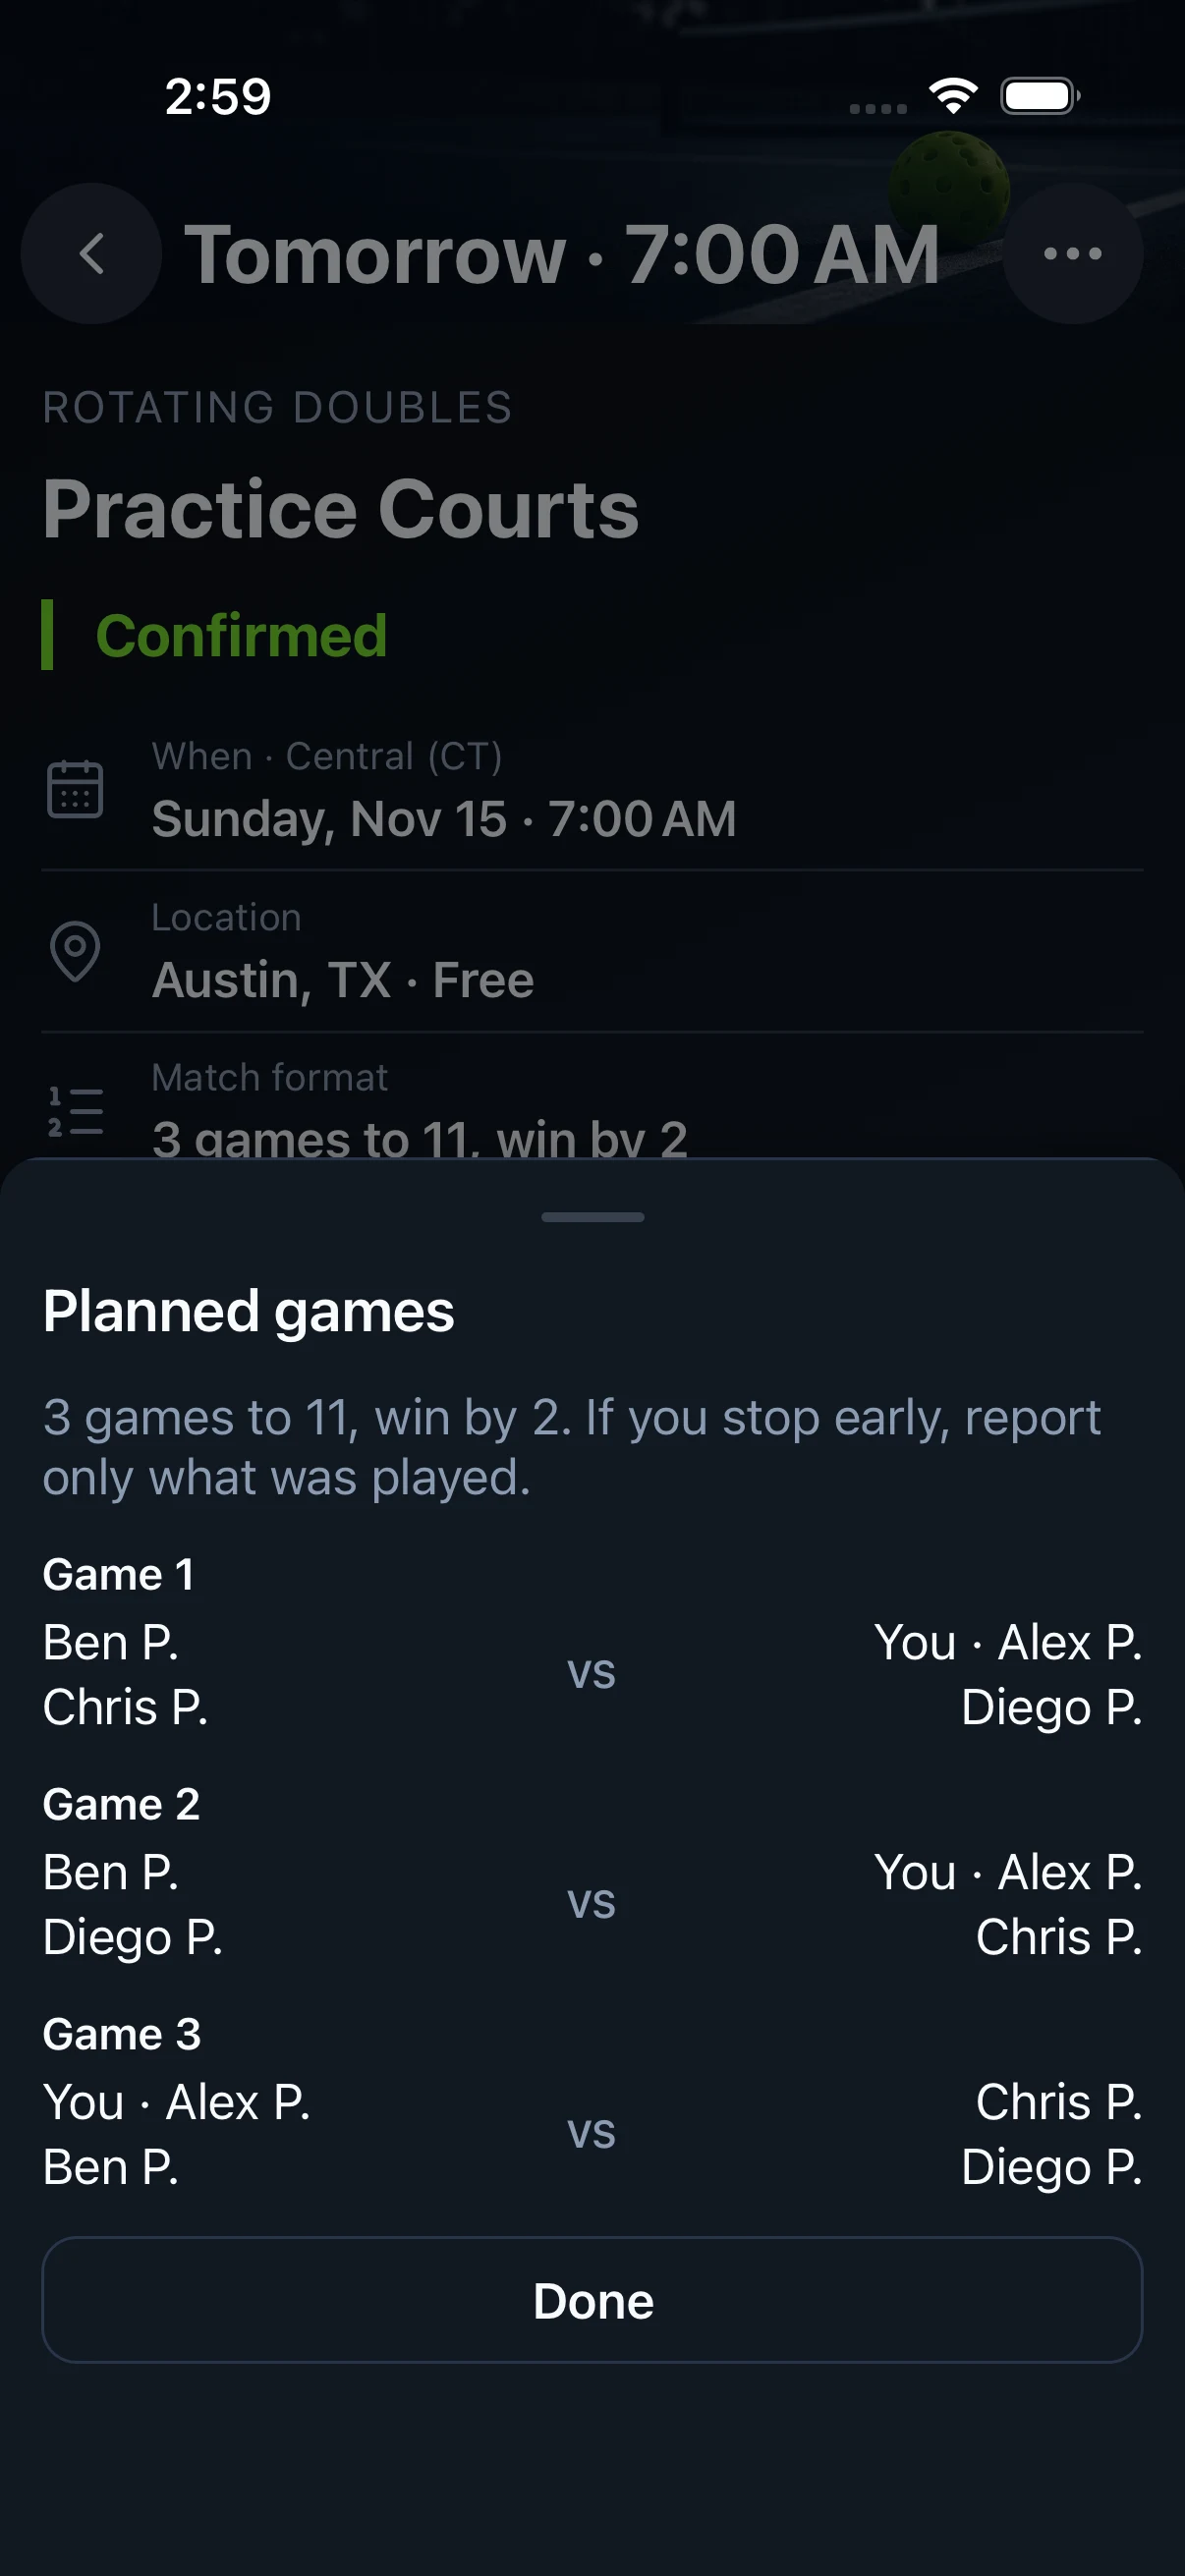 2:59
Tomorrow · 7:00 AM
ROTATING DOUBLES
Practice Courts
Confirmed
When · Central (CT)
Sunday, Nov 15 · 7:00 AM
Location
Austin, TX · Free
Match format
3 games to 11, win by 2
Planned games
3 games to 11, win by 2. If you stop early, report
only what was played.
Game 1
Ben P.
Chris P.
vs
You · Alex P.
Diego P.
Game 2
Ben P.
Diego P.
vs
You · Alex P.
Chris P.
Game 3
You · Alex P.
Ben P.
vs
Chris P.
Diego P.
Done